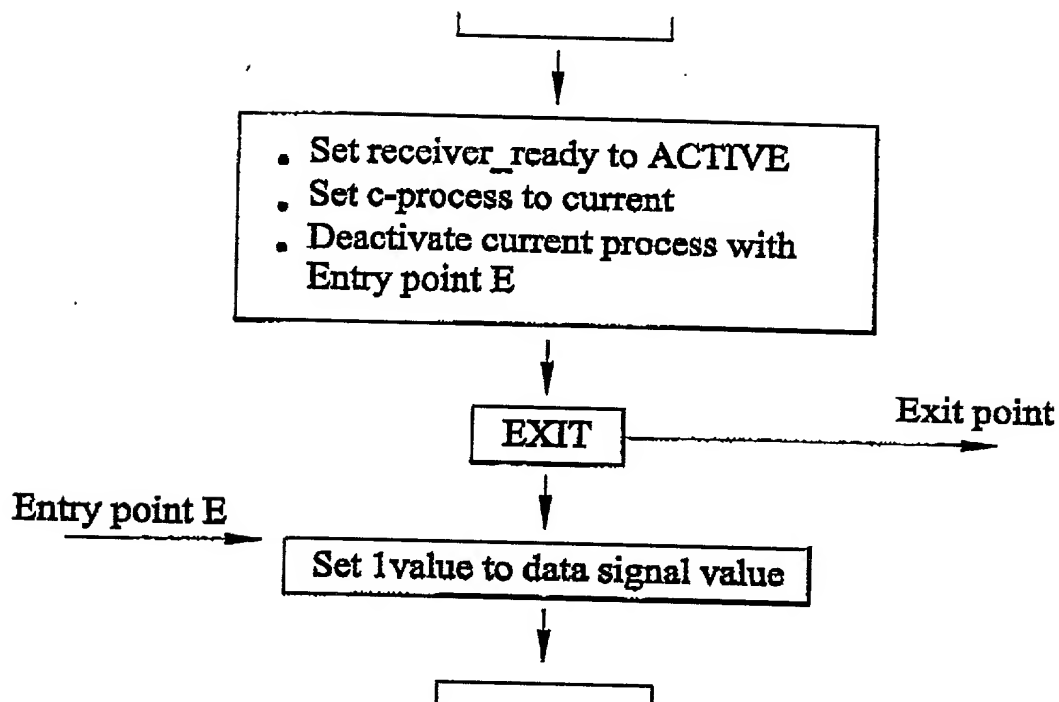 • Set receiver_ready to ACTIVE
• Set c-process to current
• Deactivate current process with
Entry point E
EXIT
Exit point
Entry point E
Set 1value to data signal value